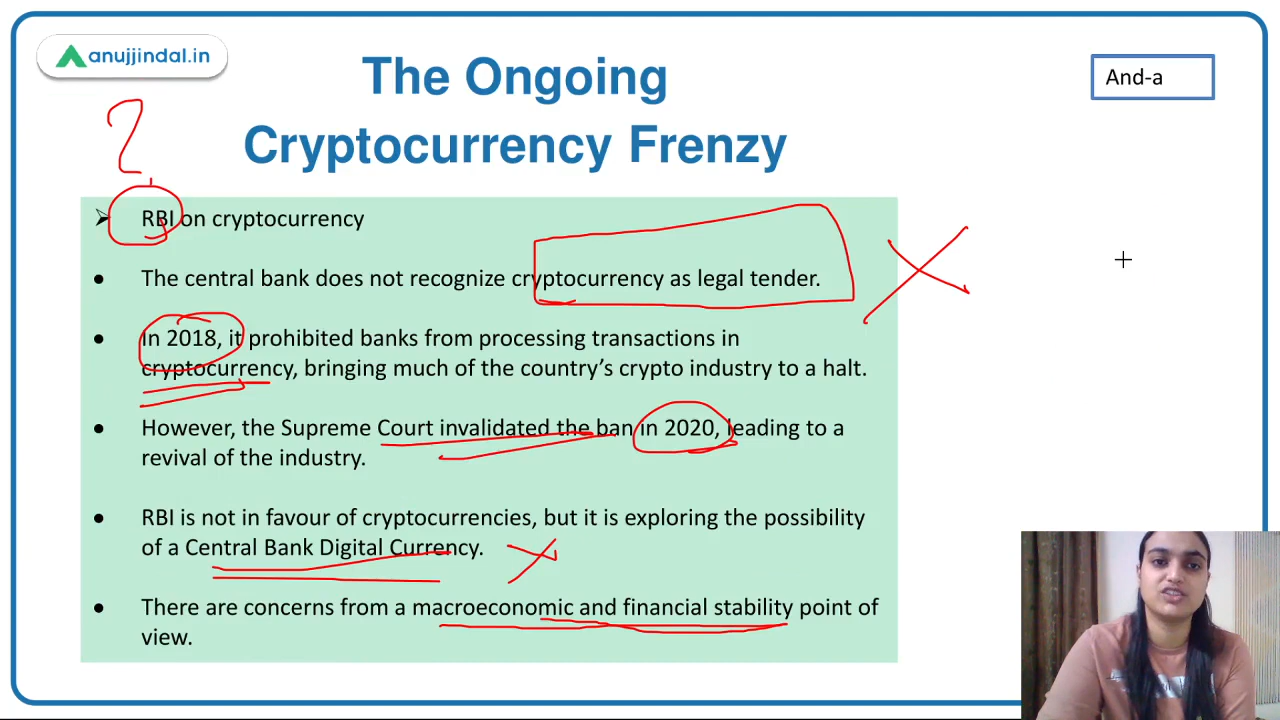 anujjindal.in
The Ongoing
Cryptocurrency Frenzy
And-a
2
➤ RBI on cryptocurrency
● The central bank does not recognize cryptocurrency as legal tender.
● In 2018, it prohibited banks from processing transactions in
cryptocurrency, bringing much of the country’s crypto industry to a halt.
● However, the Supreme Court invalidated the ban in 2020, leading to a
revival of the industry.
● RBI is not in favour of cryptocurrencies, but it is exploring the possibility
of a Central Bank Digital Currency.
● There are concerns from a macroeconomic and financial stability point of
view.